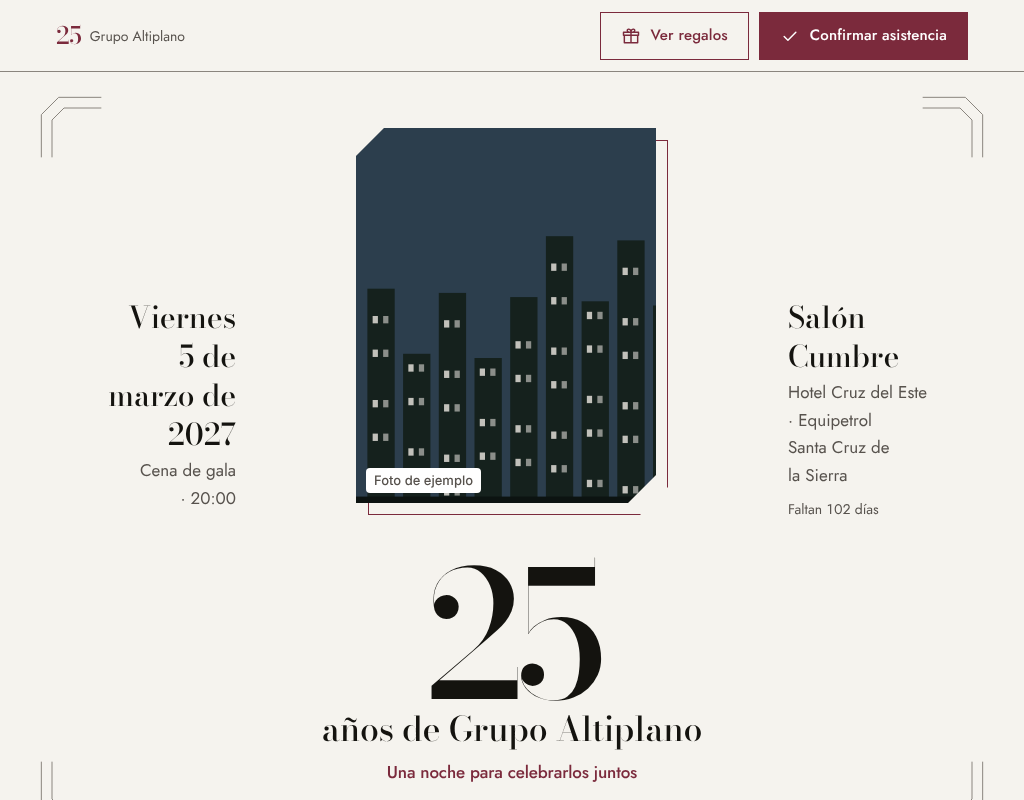 25 Grupo Altiplano
Ver regalos
Confirmar asistencia
Viernes
5 de
marzo de
2027
Cena de gala
· 20:00
Foto de ejemplo
Salón
Cumbre
Hotel Cruz del Este
· Equipetrol
Santa Cruz de
la Sierra
Faltan 102 días
25
años de Grupo Altiplano
Una noche para celebrarlos juntos